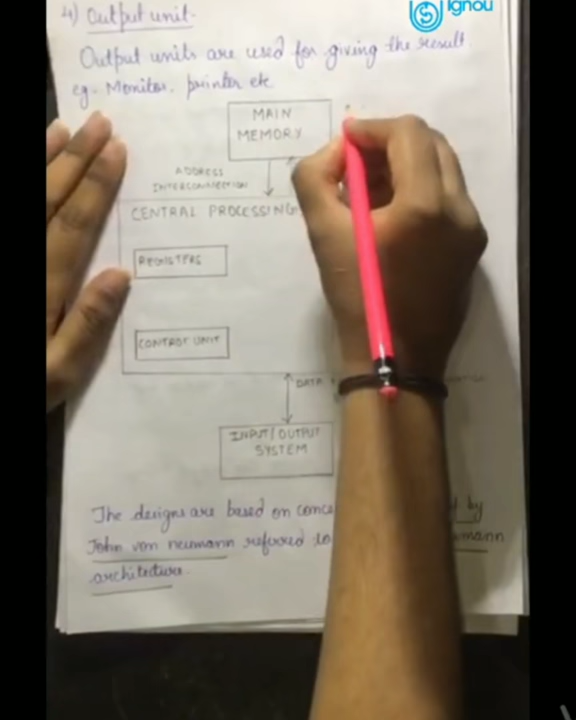 4) Output unit.
ignou
Output units are used for giving the result
eg. Monitor, printer etc
MAIN
MEMORY
ADDRESS
INTERCONNECTION
CENTRAL PROCESSING
REGISTERS
CONTROL UNIT
DATA
INPUT/OUTPUT
SYSTEM
The designs are based on by
John von neumann referred to
architecture.